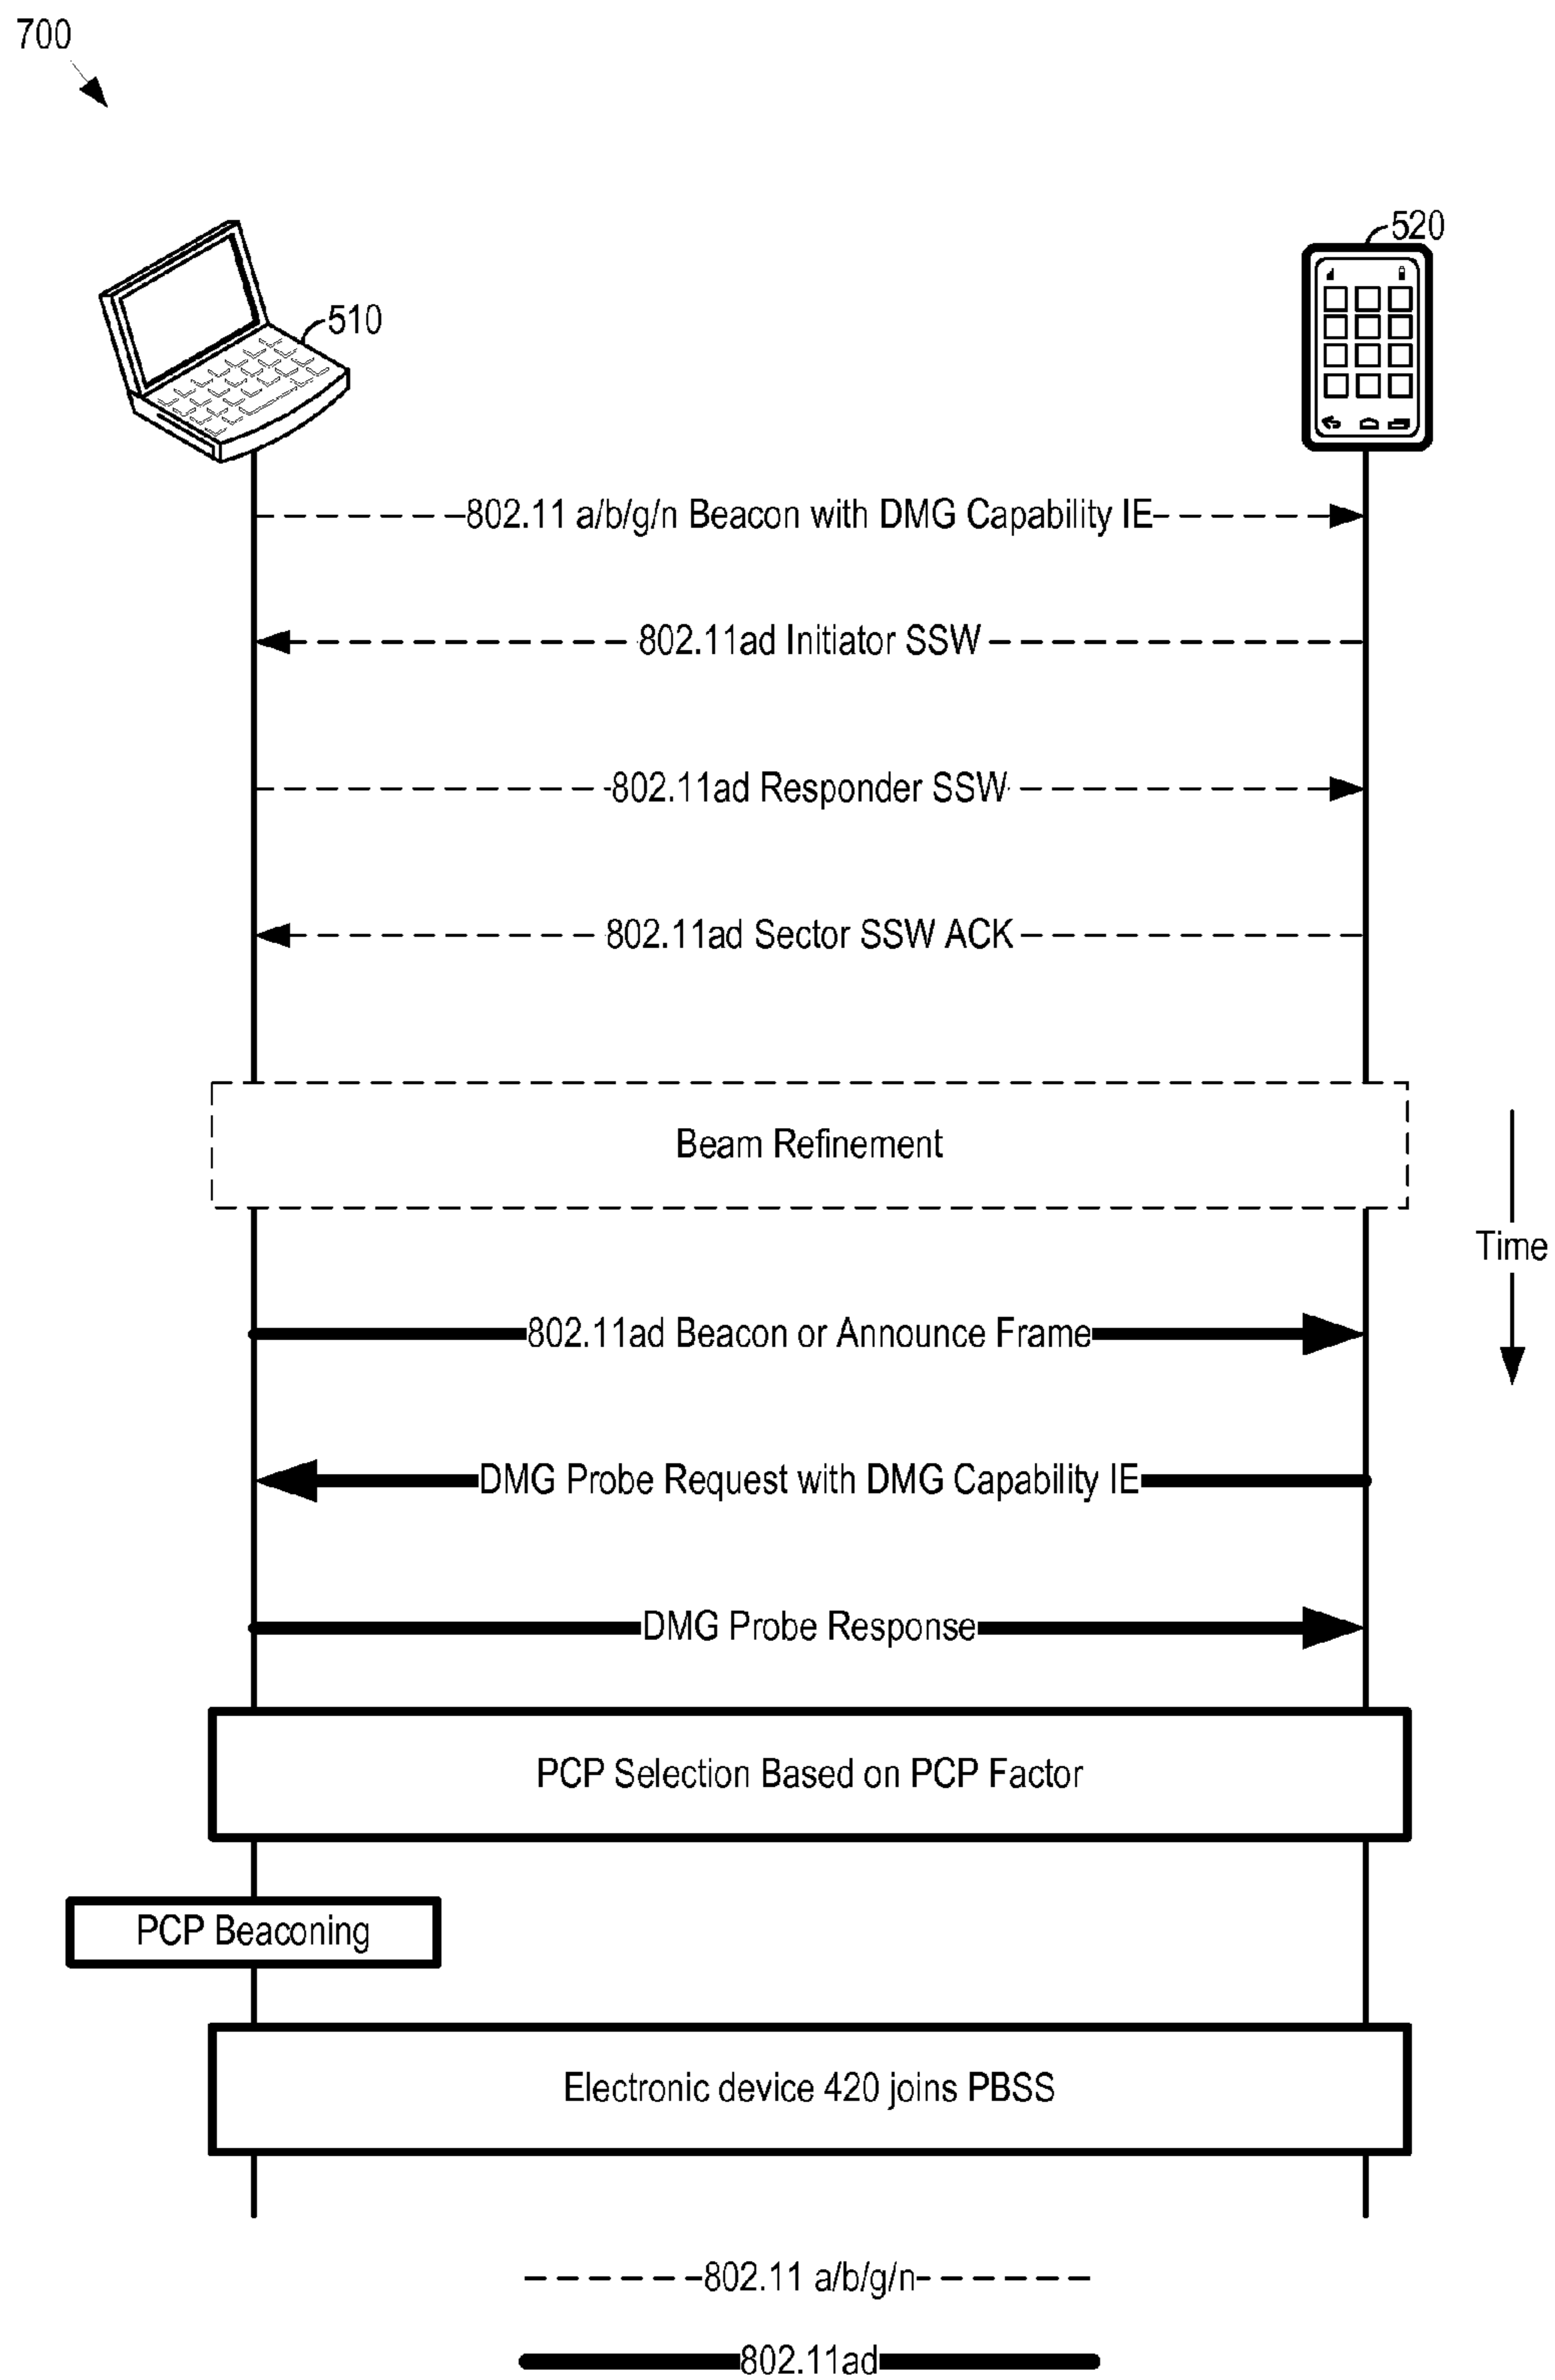 700
520
510
802.11 a/b/g/n Beacon with DMG Capability IE
802.11ad Initiator SSW
802.11ad Responder SSW
802.11ad Sector SSW ACK
Beam Refinement
Time
802.11ad Beacon or Announce Frame
DMG Probe Request with DMG Capability IE
DMG Probe Response
PCP Selection Based on PCP Factor
PCP Beaconing
Electronic device 420 joins PBSS
802.11 a/b/g/n
802.11ad